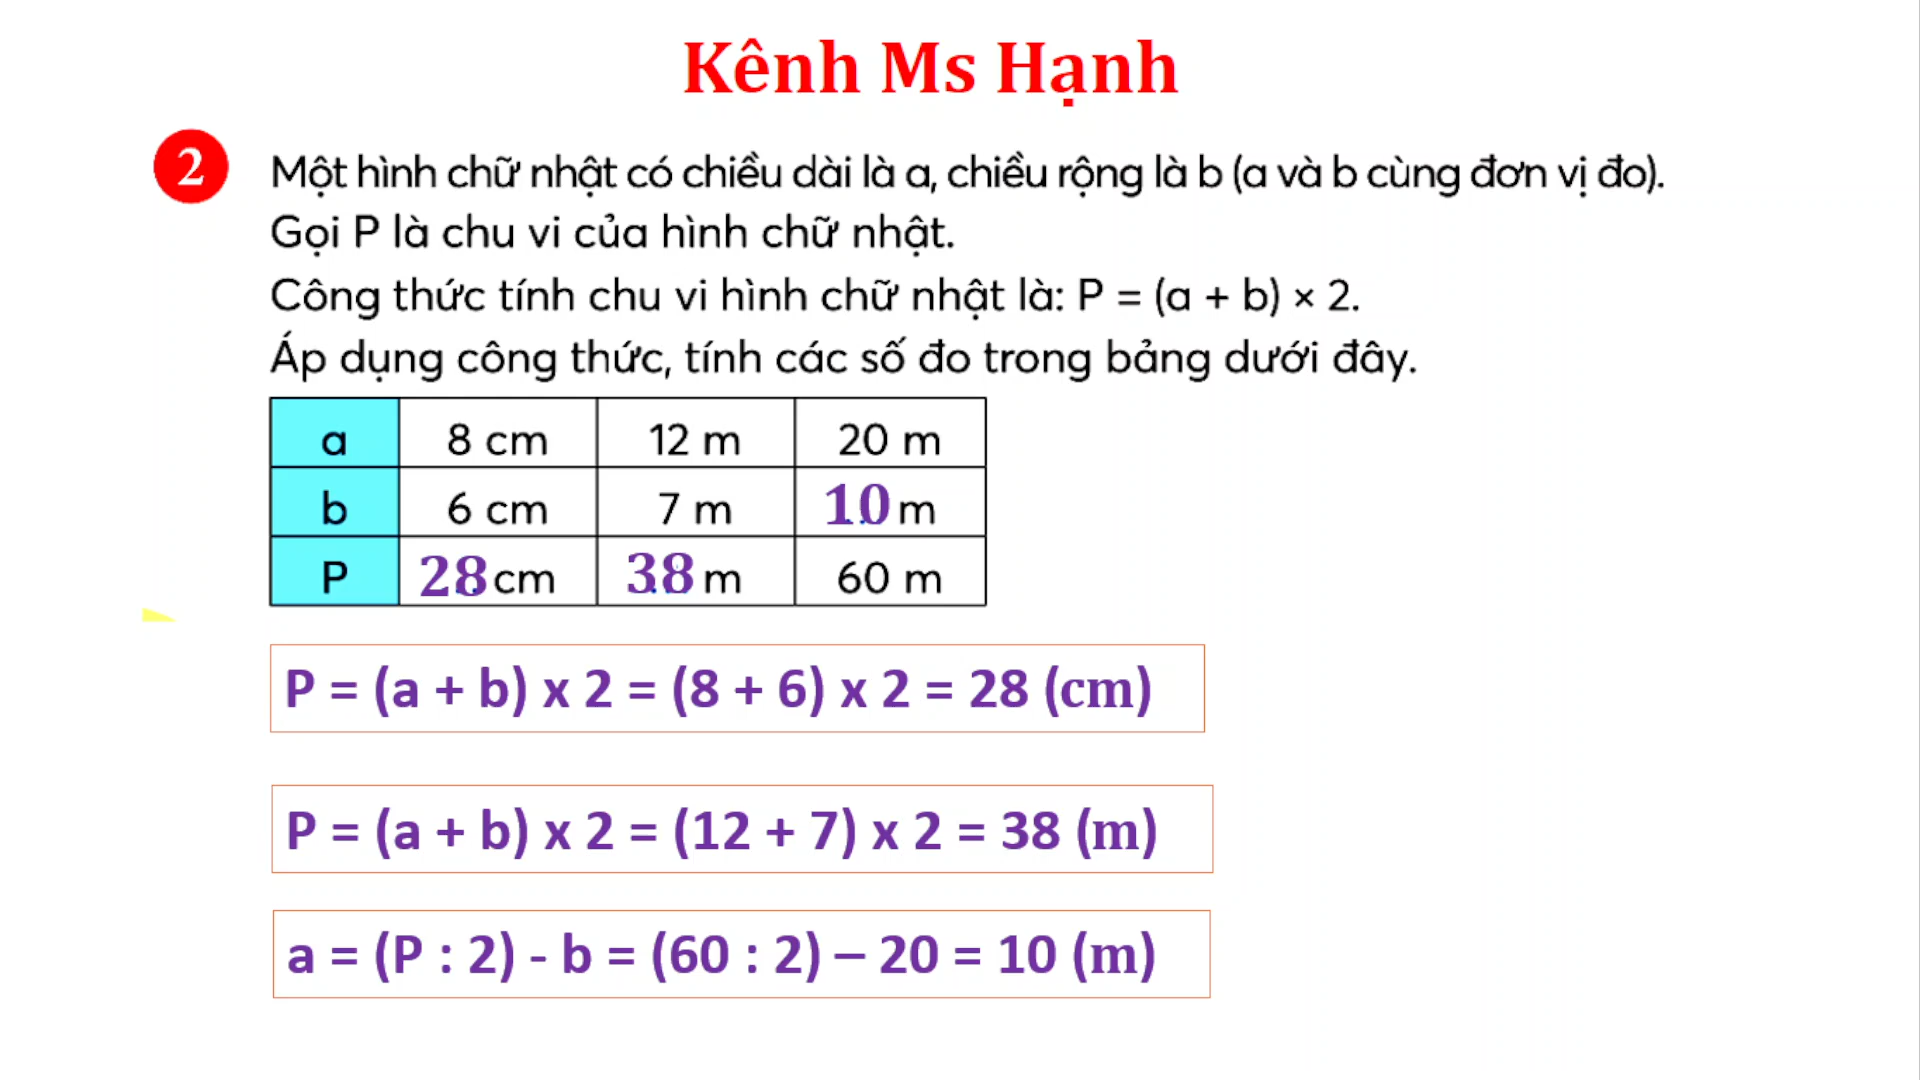 Kênh Ms Hạnh
2 Một hình chữ nhật có chiều dài là a, chiều rộng là b (a và b cùng đơn vị đo).
Gọi P là chu vi của hình chữ nhật.
Công thức tính chu vi hình chữ nhật là: P = (a + b) × 2.
Áp dụng công thức, tính các số đo trong bảng dưới đây.
a 8 cm 12 m 20 m
b 6 cm 7 m 10 m
P 28 cm 38 m 60 m
P = (a + b) x 2 = (8 + 6) x 2 = 28 (cm)
P = (a + b) x 2 = (12 + 7) x 2 = 38 (m)
a = (P : 2) - b = (60 : 2) – 20 = 10 (m)